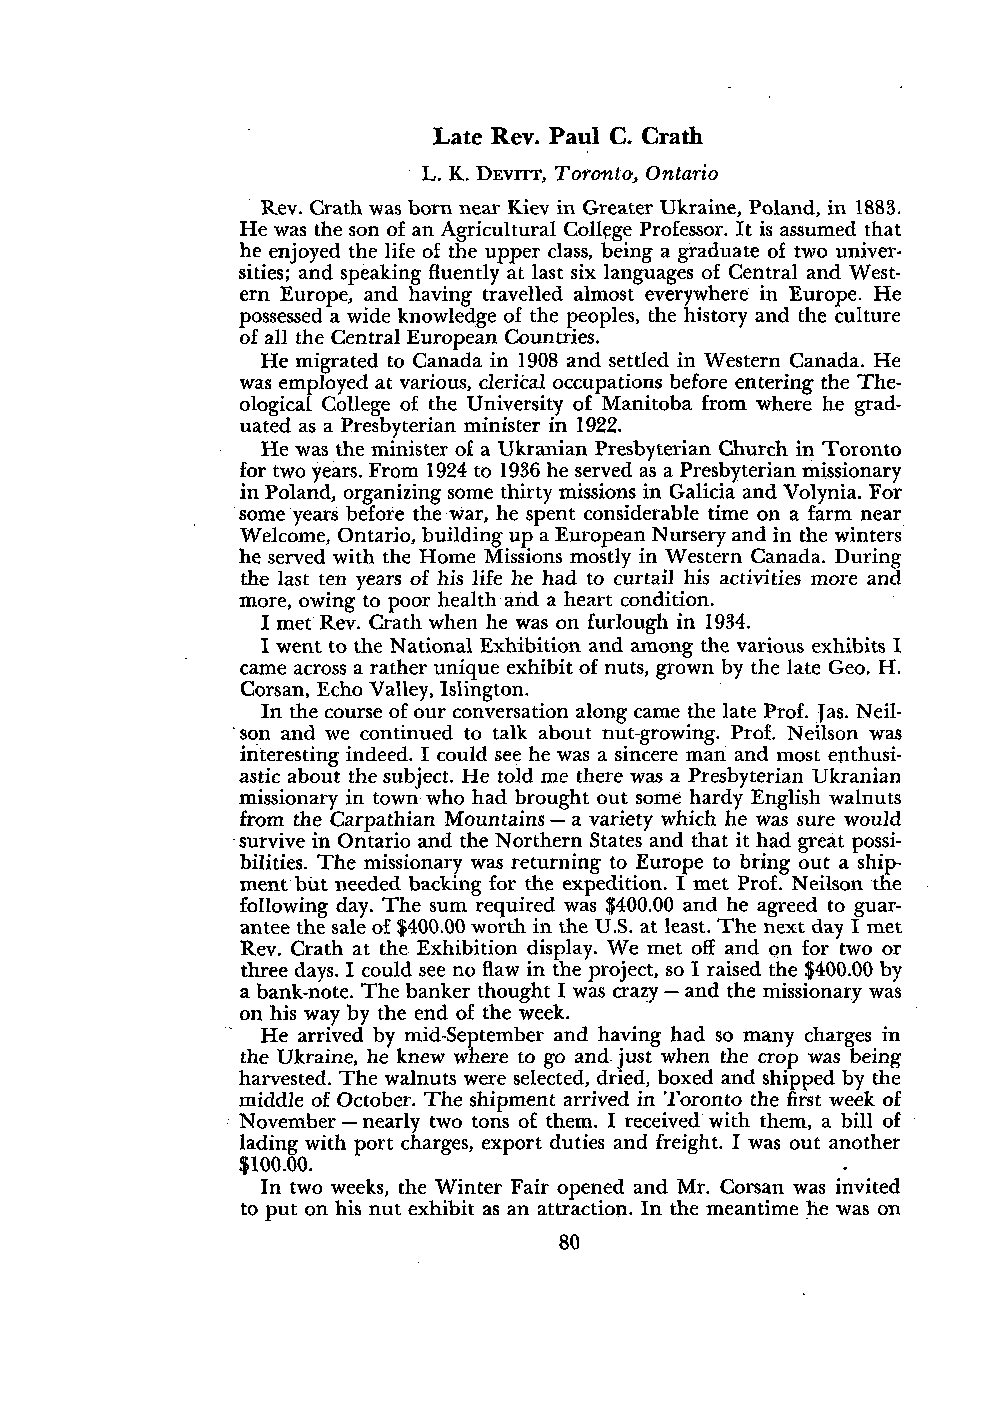 Late Rev. Paul C. Crath
L. K. DEVITT, Toronto, Ontario
Rev. Crath was born near Kiev in Greater Ukraine, Poland, in 1883.
He was the son of an Agricultural College Professor. It is assumed that
he enjoyed the life of the upper class, being a graduate of two univer-
sities; and speaking fluently at last six languages of Central and West-
ern Europe, and having travelled almost everywhere in Europe. He
possessed a wide knowledge of the peoples, the history and the culture
of all the Central European Countries.
He migrated to Canada in 1908 and settled in Western Canada. He
was employed at various, clerical occupations before entering the The-
ological College of the University of Manitoba from where he grad-
uated as a Presbyterian minister in 1922.
He was the minister of a Ukranian Presbyterian Church in Toronto
for two years. From 1924 to 1936 he served as a Presbyterian missionary
in Poland, organizing some thirty missions in Galicia and Volynia. For
some years before the war, he spent considerable time on a farm near
Welcome, Ontario, building up a European Nursery and in the winters
he served with the Home Missions mostly in Western Canada. During
the last ten years of his life he had to curtail his activities more and
more, owing to poor health and a heart condition.
I met Rev. Crath when he was on furlough in 1934.
I went to the National Exhibition and among the various exhibits I
came across a rather unique exhibit of nuts, grown by the late Geo. H.
Corsan, Echo Valley, Islington.
In the course of our conversation along came the late Prof. Jas. Neil-
son and we continued to talk about nut-growing. Prof. Neilson was
interesting indeed. I could see he was a sincere man and most enthusi-
astic about the subject. He told me there was a Presbyterian Ukranian
missionary in town who had brought out some hardy English walnuts
from the Carpathian Mountains — a variety which he was sure would
survive in Ontario and the Northern States and that it had great possi-
bilities. The missionary was returning to Europe to bring out a ship-
ment but needed backing for the expedition. I met Prof. Neilson the
following day. The sum required was $400.00 and he agreed to guar-
antee the sale of $400.00 worth in the U.S. at least. The next day I met
Rev. Crath at the Exhibition display. We met off and on for two or
three days. I could see no flaw in the project, so I raised the $400.00 by
a bank-note. The banker thought I was crazy — and the missionary was
on his way by the end of the week.
He arrived by mid-September and having had so many charges in
the Ukraine, he knew where to go and just when the crop was being
harvested. The walnuts were selected, dried, boxed and shipped by the
middle of October. The shipment arrived in Toronto the first week of
November — nearly two tons of them. I received with them, a bill of
lading with port charges, export duties and freight. I was out another
$100.00.
In two weeks, the Winter Fair opened and Mr. Corsan was invited
to put on his nut exhibit as an attraction. In the meantime he was on
80